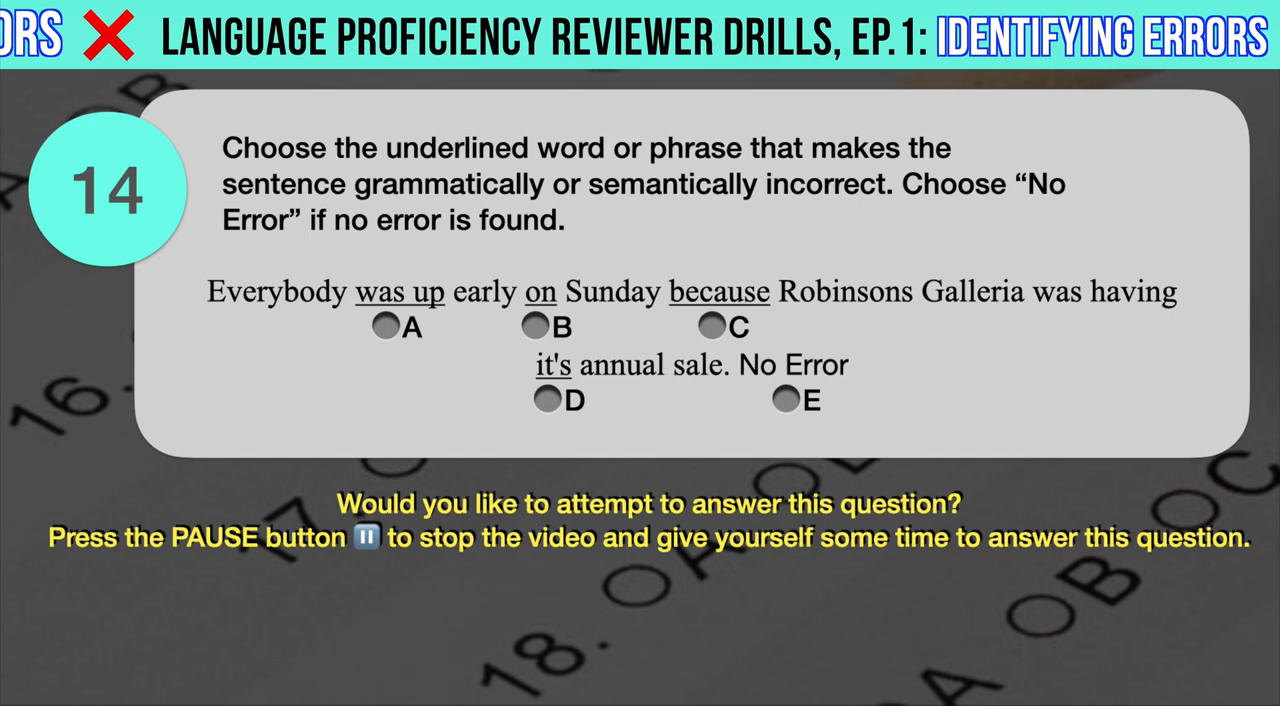 ORS ❌ LANGUAGE PROFICIENCY REVIEWER DRILLS, EP.1: IDENTIFYING ERRORS
14
Choose the underlined word or phrase that makes the
sentence grammatically or semantically incorrect. Choose “No
Error” if no error is found.
Everybody was up early on Sunday because Robinsons Galleria was having
A B C
it's annual sale. No Error
D E
Would you like to attempt to answer this question?
Press the PAUSE button ⏸ to stop the video and give yourself some time to answer this question.
16.
17.
18. O A
A O B O C